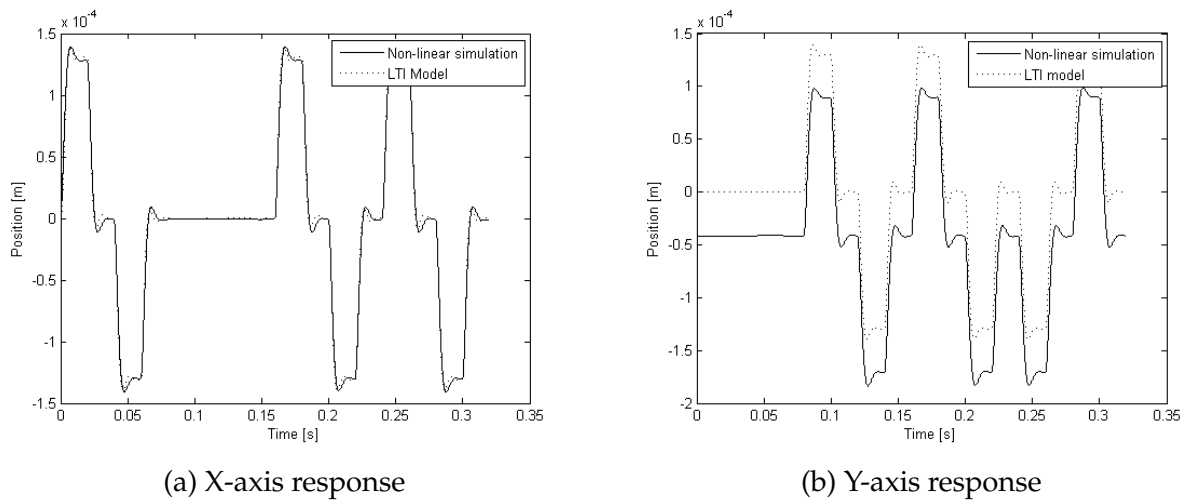 x 10⁻⁴
1.5
1
0.5
0
-0.5
-1
-1.5
Position [m]
Non-linear simulation
LTI Model
0
0.05
0.1
0.15
0.2
0.25
0.3
0.35
Time [s]
(a) X-axis response
x 10⁻⁴
1.5
1
0.5
0
-0.5
-1
-1.5
-2
Position [m]
Non-linear simulation
LTI model
0
0.05
0.1
0.15
0.2
0.25
0.3
0.35
Time [s]
(b) Y-axis response